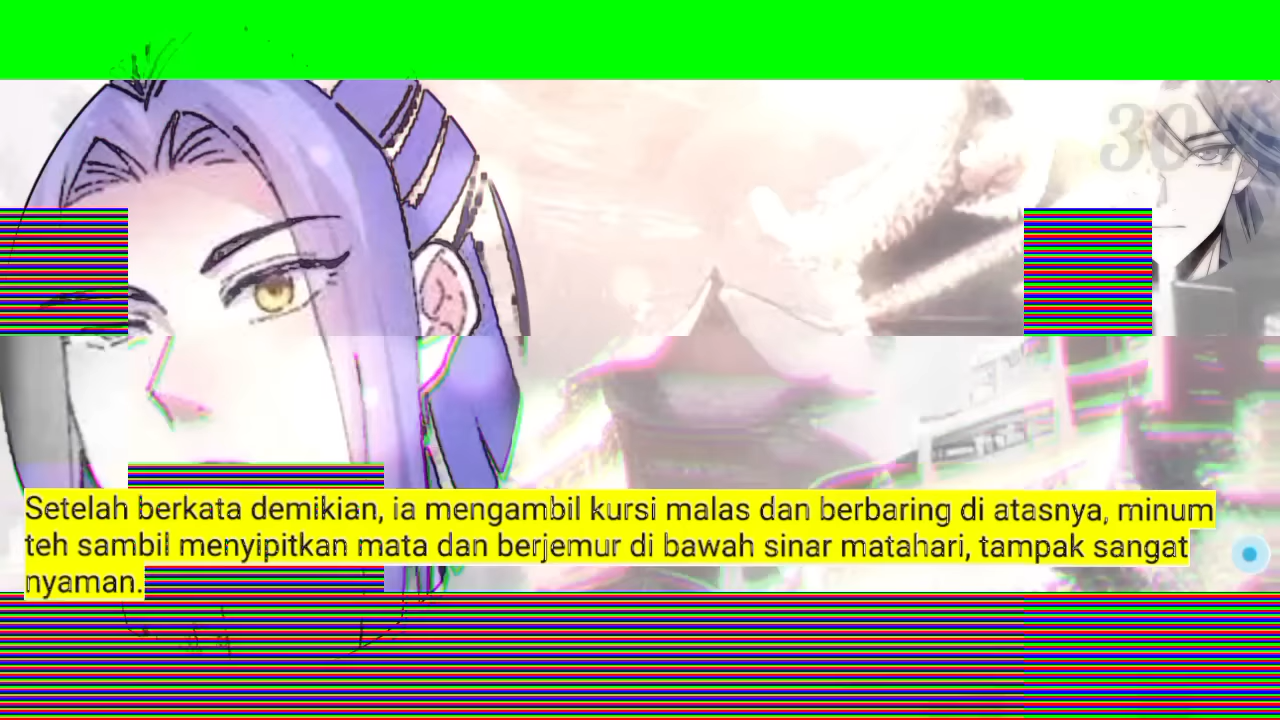 Setelah berkata demikian, ia mengambil kursi malas dan berbaring di atasnya, minum
teh sambil menyipitkan mata dan berjemur di bawah sinar matahari, tampak sangat
nyaman.